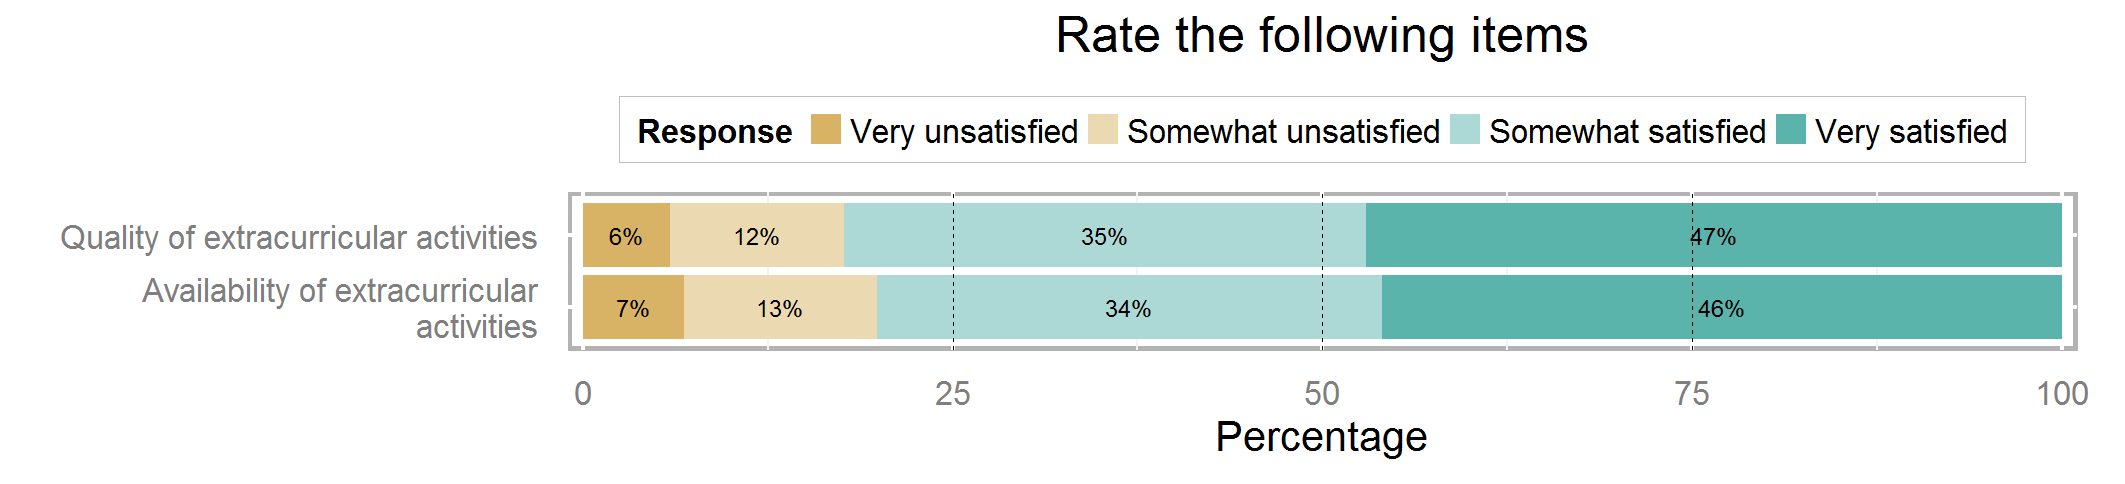 Rate the following items
Response Very unsatisfied Somewhat unsatisfied Somewhat satisfied Very satisfied
Quality of extracurricular activities 6% 12% 35% 47%
Availability of extracurricular
activities
7% 13% 34% 46%
0 25 50 75 100
Percentage